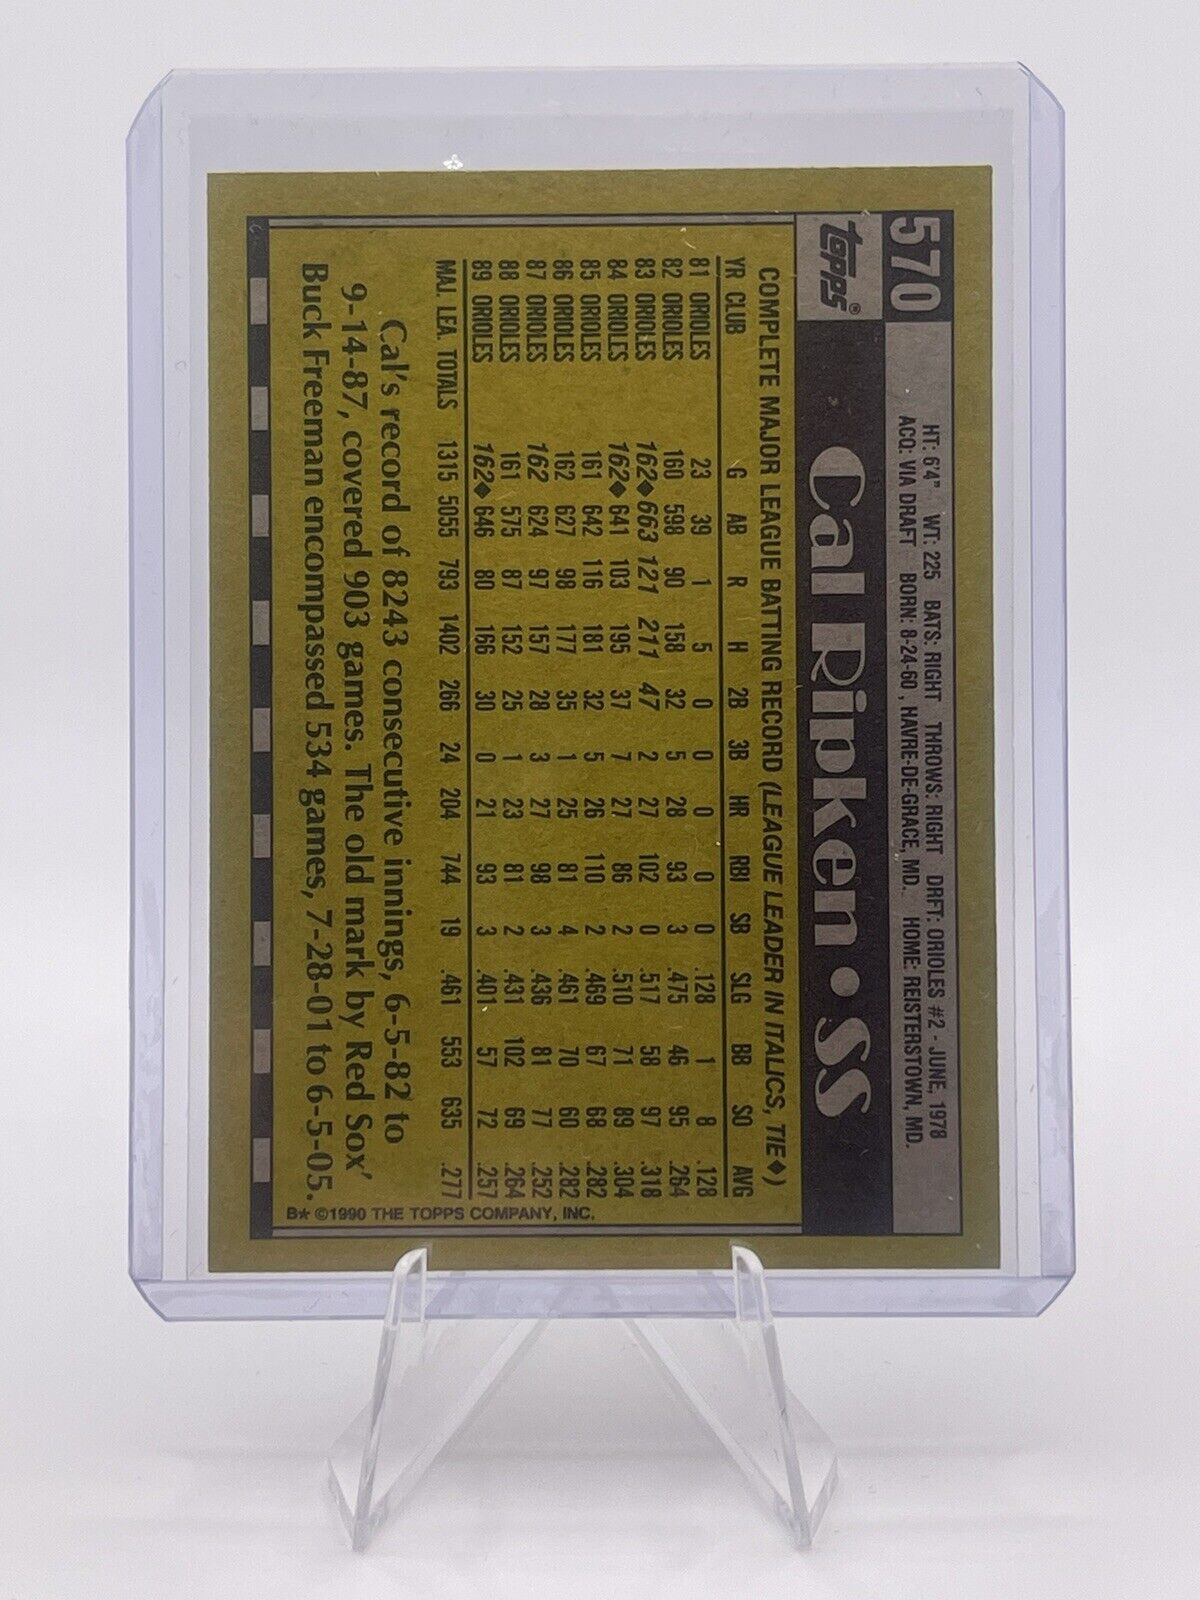 570
topps®
HT: 6'4" WT: 225 BATS: RIGHT THROWS: RIGHT DRFT: ORIOLES #2 - JUNE, 1978
ACQ: VIA DRAFT BORN: 8-24-60, HAVRE-DE-GRACE, MD. HOME: REISTERSTOWN, MD.
Cal Ripken • SS
COMPLETE MAJOR LEAGUE BATTING RECORD (LEAGUE LEADER IN ITALICS, TIE◆)
YR CLUB G AB R H 2B 3B HR RBI SB SLG BB SO AVG
81 ORIOLES 23 39 1 5 0 0 0 0 0 .128 1 8 .128
82 ORIOLES 160 598 90 158 32 5 28 93 3 .475 46 95 .264
83 ORIOLES 162◆ 663 121 211 47 2 27 102 0 .517 58 97 .318
84 ORIOLES 162◆ 641 103 195 37 7 27 86 2 .510 71 89 .304
85 ORIOLES 161 642 116 181 32 5 26 110 2 .469 67 68 .282
86 ORIOLES 162 627 98 177 35 1 25 81 4 .461 70 60 .282
87 ORIOLES 162 624 97 157 28 3 27 98 3 .436 81 77 .252
88 ORIOLES 161 575 87 152 25 1 23 81 2 .431 102 69 .264
89 ORIOLES 162◆ 646 80 166 30 0 21 93 3 .401 57 72 .257
MAJ. LEA. TOTALS 1315 5055 793 1402 266 24 204 744 19 .461 553 635 .277
Cal's record of 8243 consecutive innings, 6-5-82 to
9-14-87, covered 903 games. The old mark by Red Sox'
Buck Freeman encompassed 534 games, 7-28-01 to 6-5-05.
B* ©1990 THE TOPPS COMPANY, INC.